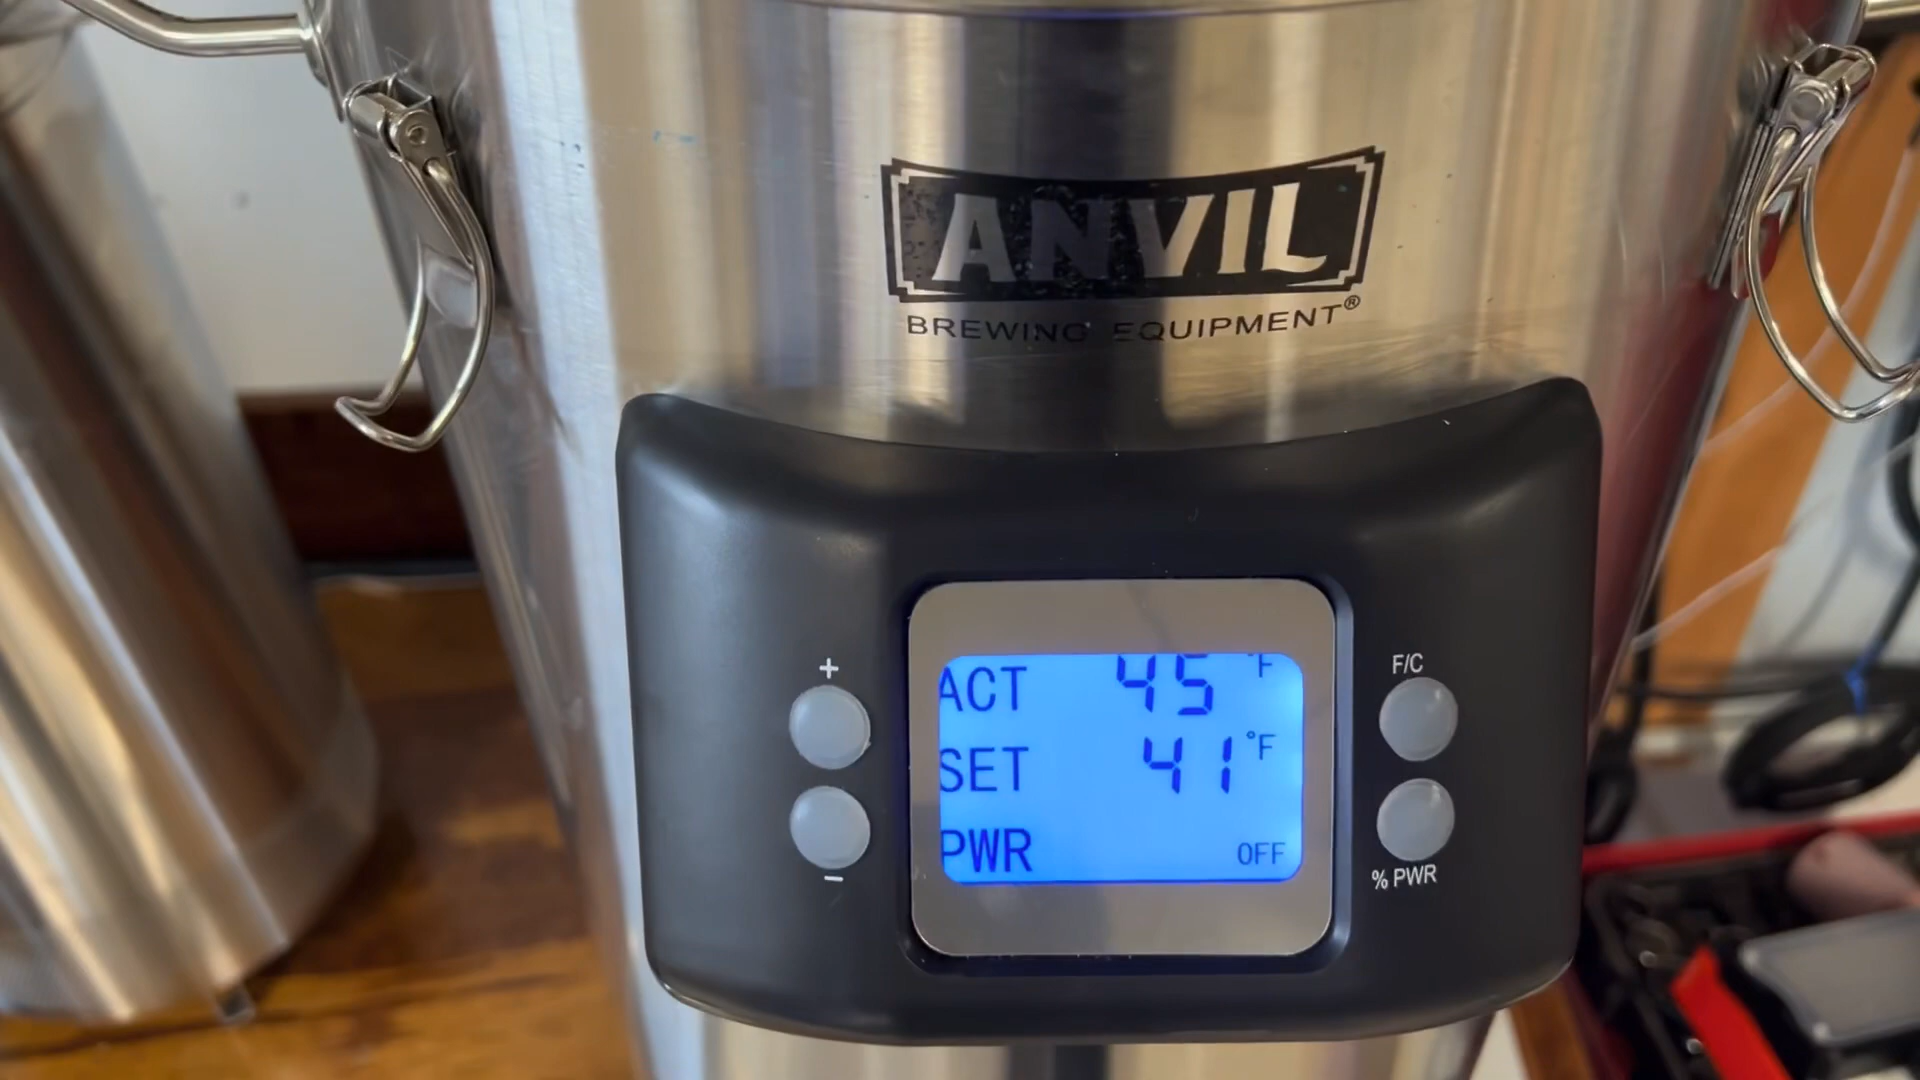 ANVIL
BREWING EQUIPMENT®
+
-
F/C
% PWR
ACT 45 °F
SET 41 °F
PWR OFF